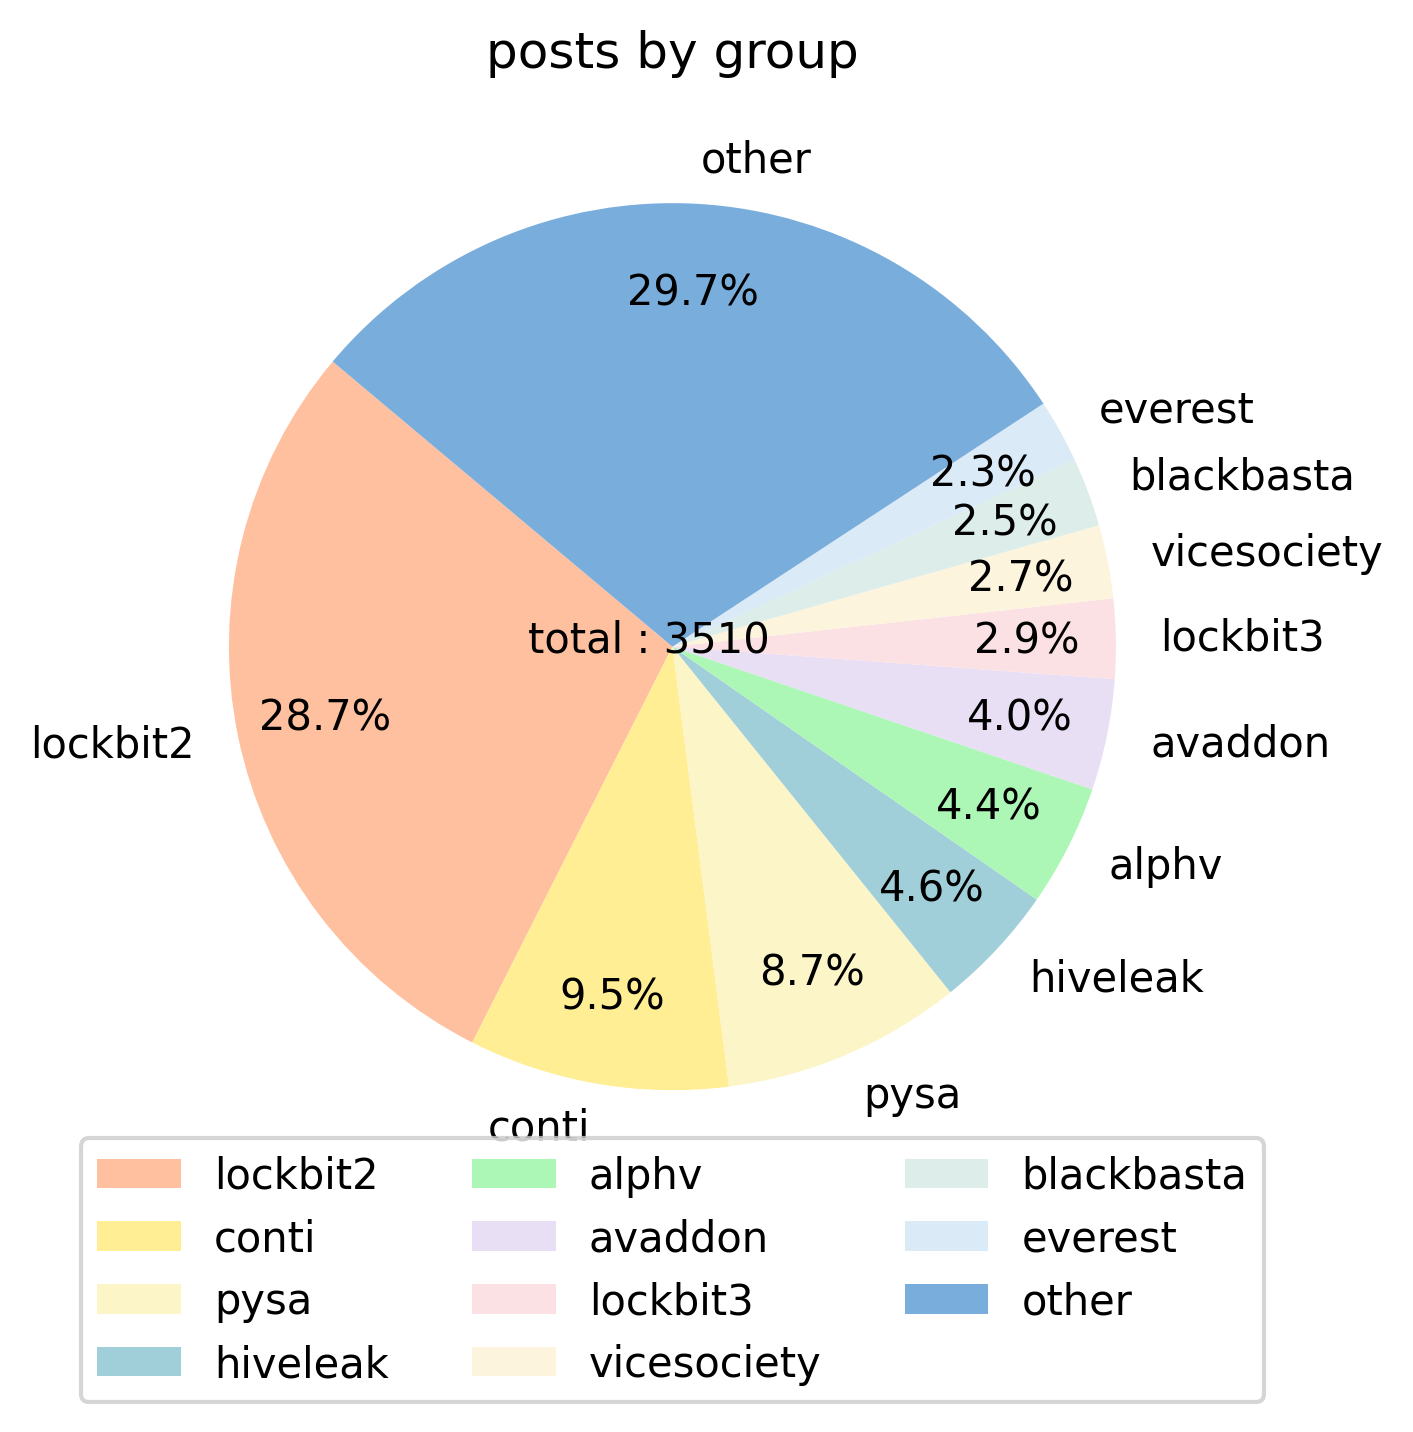 posts by group
other
29.7%
everest
2.3%
blackbasta
2.5%
vicesociety
2.7%
total : 3510
2.9%
lockbit3
28.7%
lockbit2
4.0%
avaddon
4.4%
alphv
4.6%
hiveleak
9.5%
8.7%
pysa
conti
lockbit2
conti
pysa
hiveleak
alphv
avaddon
lockbit3
vicesociety
blackbasta
everest
other